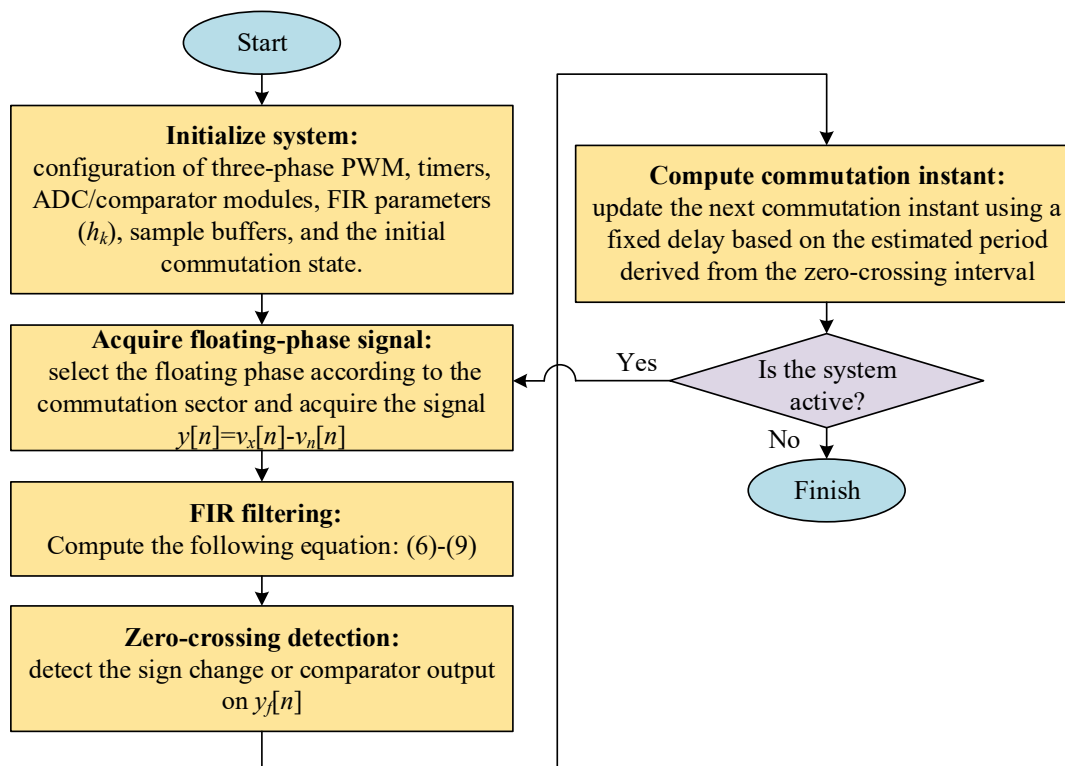 Start
Initialize system:
configuration of three-phase PWM, timers,
ADC/comparator modules, FIR parameters
(hk), sample buffers, and the initial
commutation state.
Acquire floating-phase signal:
select the floating phase according to the
commutation sector and acquire the signal
y[n]=vx[n]-vn[n]
FIR filtering:
Compute the following equation: (6)-(9)
Zero-crossing detection:
detect the sign change or comparator output
on yf[n]
Compute commutation instant:
update the next commutation instant using a
fixed delay based on the estimated period
derived from the zero-crossing interval
Is the system
active?
Yes
No
Finish